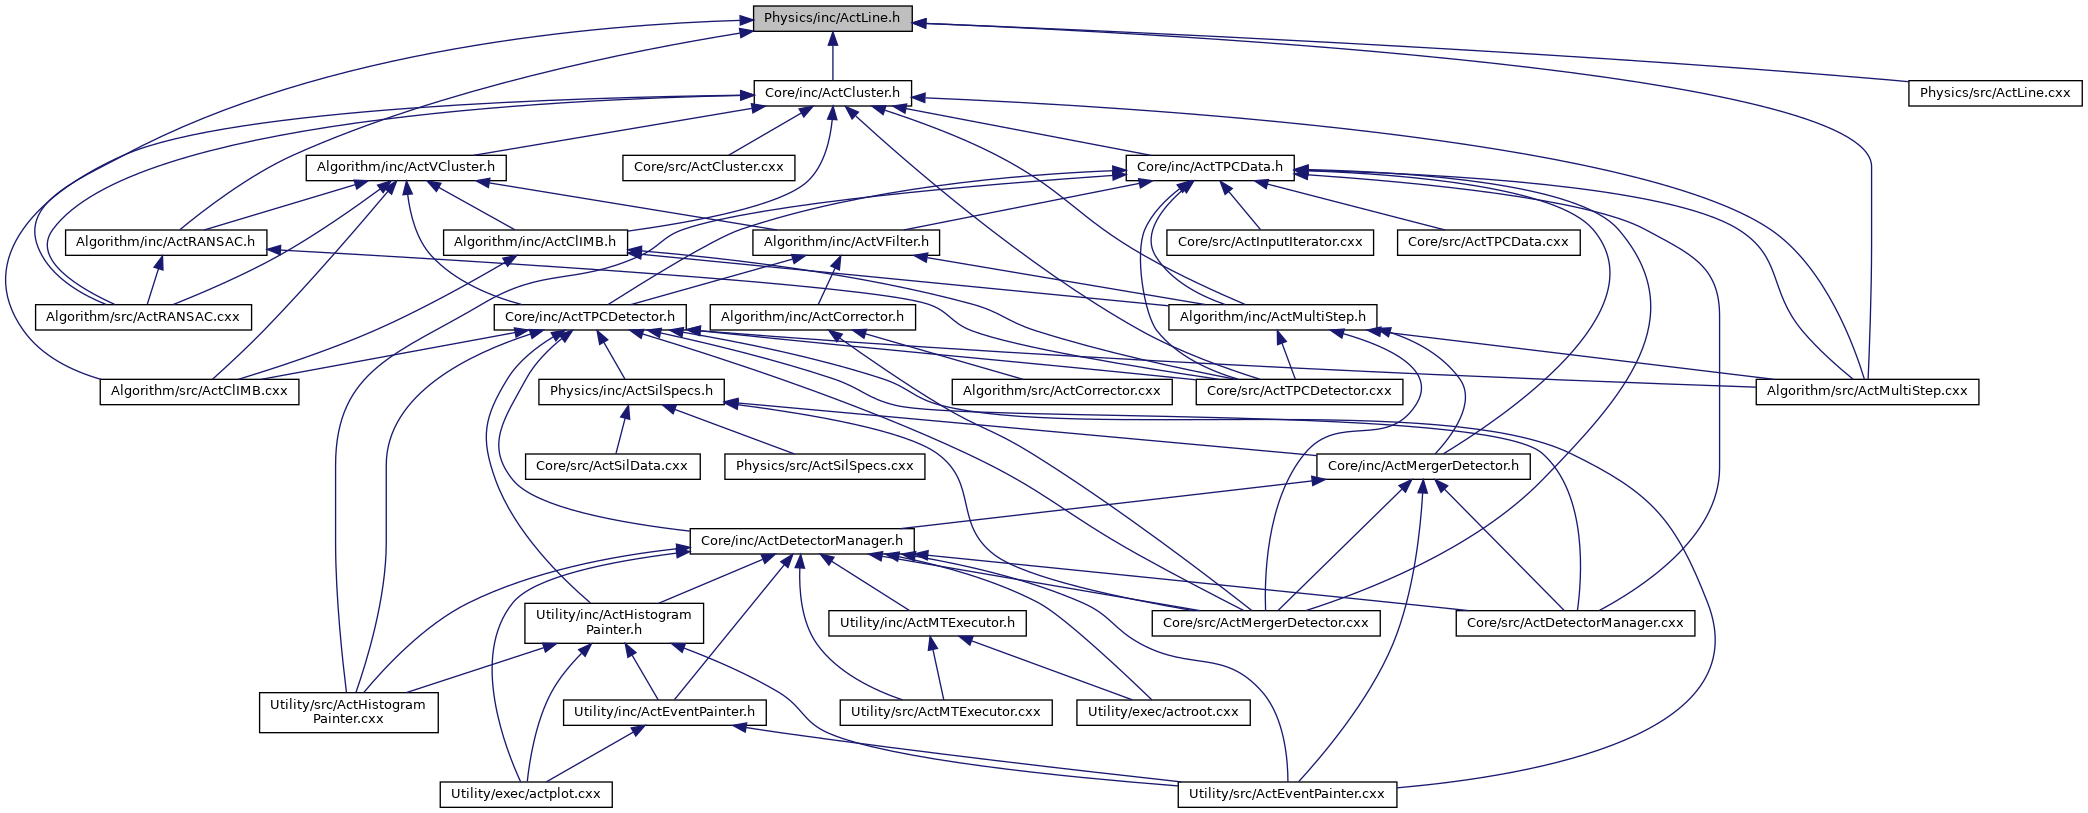 Physics/inc/ActLine.h
Core/inc/ActCluster.h
Physics/src/ActLine.cxx
Algorithm/inc/ActVCluster.h
Core/src/ActCluster.cxx
Core/inc/ActTPCData.h
Algorithm/inc/ActRANSAC.h
Algorithm/inc/ActClIMB.h
Algorithm/inc/ActVFilter.h
Core/src/ActInputIterator.cxx
Core/src/ActTPCData.cxx
Algorithm/src/ActRANSAC.cxx
Core/inc/ActTPCDetector.h
Algorithm/inc/ActCorrector.h
Algorithm/inc/ActMultiStep.h
Algorithm/src/ActClIMB.cxx
Physics/inc/ActSilSpecs.h
Algorithm/src/ActCorrector.cxx
Core/src/ActTPCDetector.cxx
Algorithm/src/ActMultiStep.cxx
Core/src/ActSilData.cxx
Physics/src/ActSilSpecs.cxx
Core/inc/ActMergerDetector.h
Core/inc/ActDetectorManager.h
Utility/inc/ActHistogram
Painter.h
Utility/inc/ActMTExecutor.h
Core/src/ActMergerDetector.cxx
Core/src/ActDetectorManager.cxx
Utility/src/ActHistogram
Painter.cxx
Utility/inc/ActEventPainter.h
Utility/src/ActMTExecutor.cxx
Utility/exec/actroot.cxx
Utility/exec/actplot.cxx
Utility/src/ActEventPainter.cxx